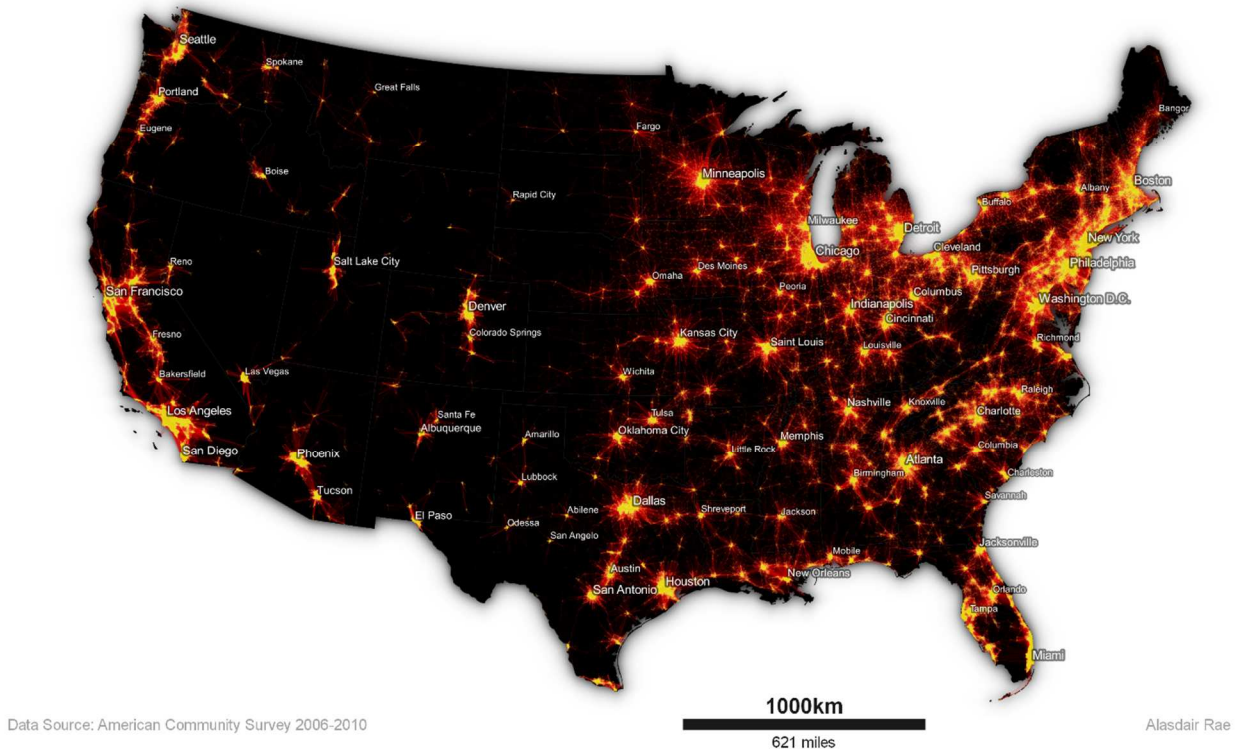 Seattle
Spokane
Great Falls
Portland
Eugene
Fargo
Bangor
Boise
Minneapolis
Rapid City
Albany
Boston
Buffalo
Milwaukee
Detroit
New York
Reno
Salt Lake City
Chicago
Cleveland
Philadelphia
Pittsburgh
Des Moines
Omaha
San Francisco
Peoria
Columbus
Washington D.C.
Denver
Indianapolis
Cincinnati
Fresno
Colorado Springs
Kansas City
Saint Louis
Louisville
Richmond
Bakersfield
Las Vegas
Wichita
Raleigh
Los Angeles
Santa Fe
Albuquerque
Tulsa
Nashville
Knoxville
Charlotte
Oklahoma City
Amarillo
Memphis
San Diego
Phoenix
Little Rock
Columbia
Atlanta
Birmingham
Charleston
Tucson
Lubbock
Savannah
Dallas
El Paso
Abilene
Shreveport
Jackson
Odessa
San Angelo
Jacksonville
Mobile
Austin
New Orleans
Houston
San Antonio
Orlando
Tampa
Miami
1000km
Data Source: American Community Survey 2006-2010
Alasdair Rae
621 miles